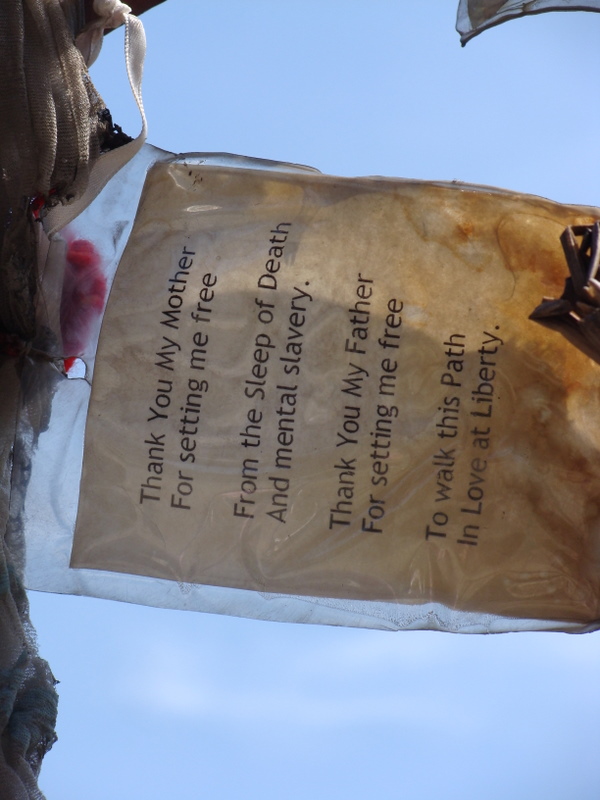 Thank You My Mother
For setting me free
From the Sleep of Death
And mental slavery.
Thank You My Father
For setting me free
To walk this Path
In Love at Liberty.